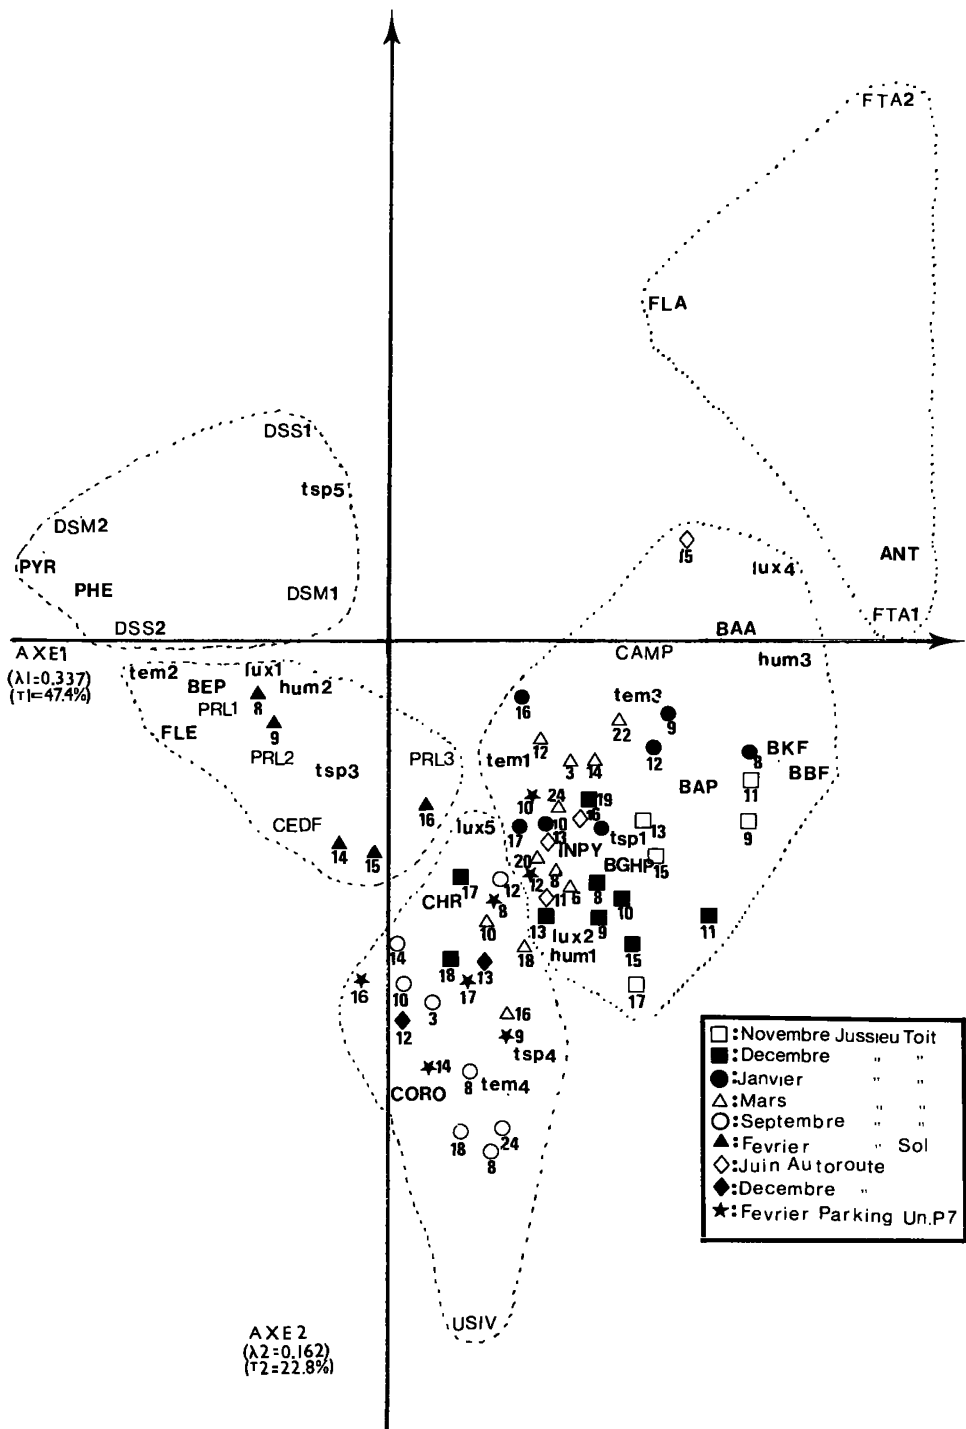 FTA2
FLA
DSS1
tsp5
DSM2
15
ANT
PYR
lux4
PHE
DSM1
DSS2
BAA
FTA1
AXE1
(λ1=0.337)
(τ1=47.4%)
CAMP
hum3
tem2
lux1
hum2
BEP
PRL1
8
tem3
16
9
FLE
9
22
12
12
8
BKF
PRL2
PRL3
tem1
3
14
BBF
tsp3
BAP
11
10
24
19
16
CEDF
16
lux5
17
10
13
tsp1
13
9
14
15
20
INPY
15
BGHP
12
8
CHR
17
12
8
11
6
8
10
10
13
9
11
lux2
14
18
13
18
hum1
15
16
10
17
17
3
12
16
9
tsp4
14
CORO
8
tem4
18
24
8
□:Novembre Jussieu Toit
■:Decembre " "
●:Janvier " "
△:Mars " "
○:Septembre " "
▲:Fevrier " Sol
◇:Juin Autoroute
◆:Decembre "
★:Fevrier Parking Un.P7
USIV
AXE2
(λ2=0.162)
(τ2=22.8%)